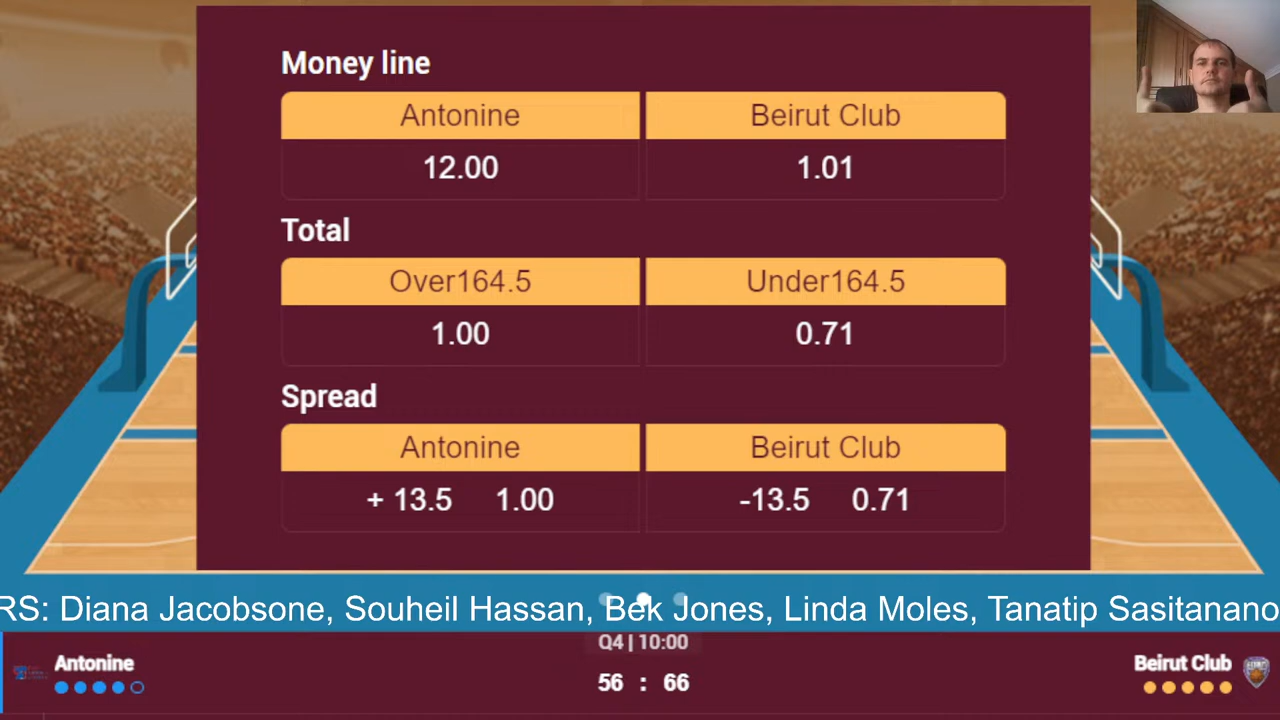 Money line
Antonine Beirut Club
12.00 1.01
Total
Over164.5 Under164.5
1.00 0.71
Spread
Antonine Beirut Club
+ 13.5 1.00 -13.5 0.71
RS: Diana Jacobsone, Souheil Hassan, Bek Jones, Linda Moles, Tanatip Sasitanano
Q4 | 10:00
Antonine Beirut Club
56 : 66